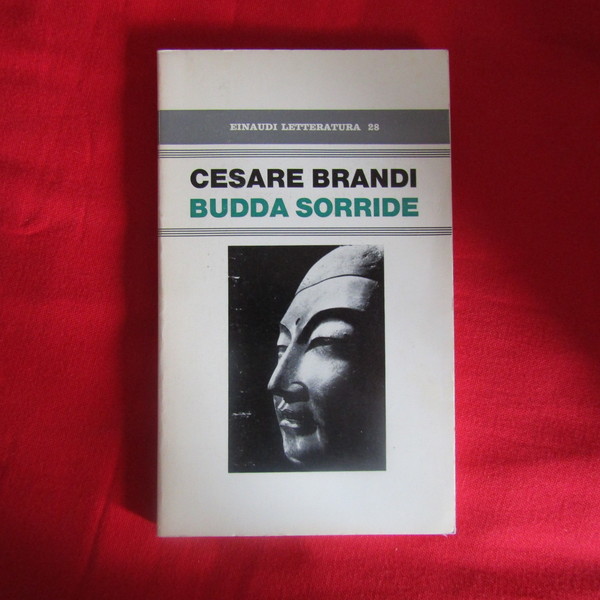 EINAUDI LETTERATURA 28
CESARE BRANDI
BUDDA SORRIDE